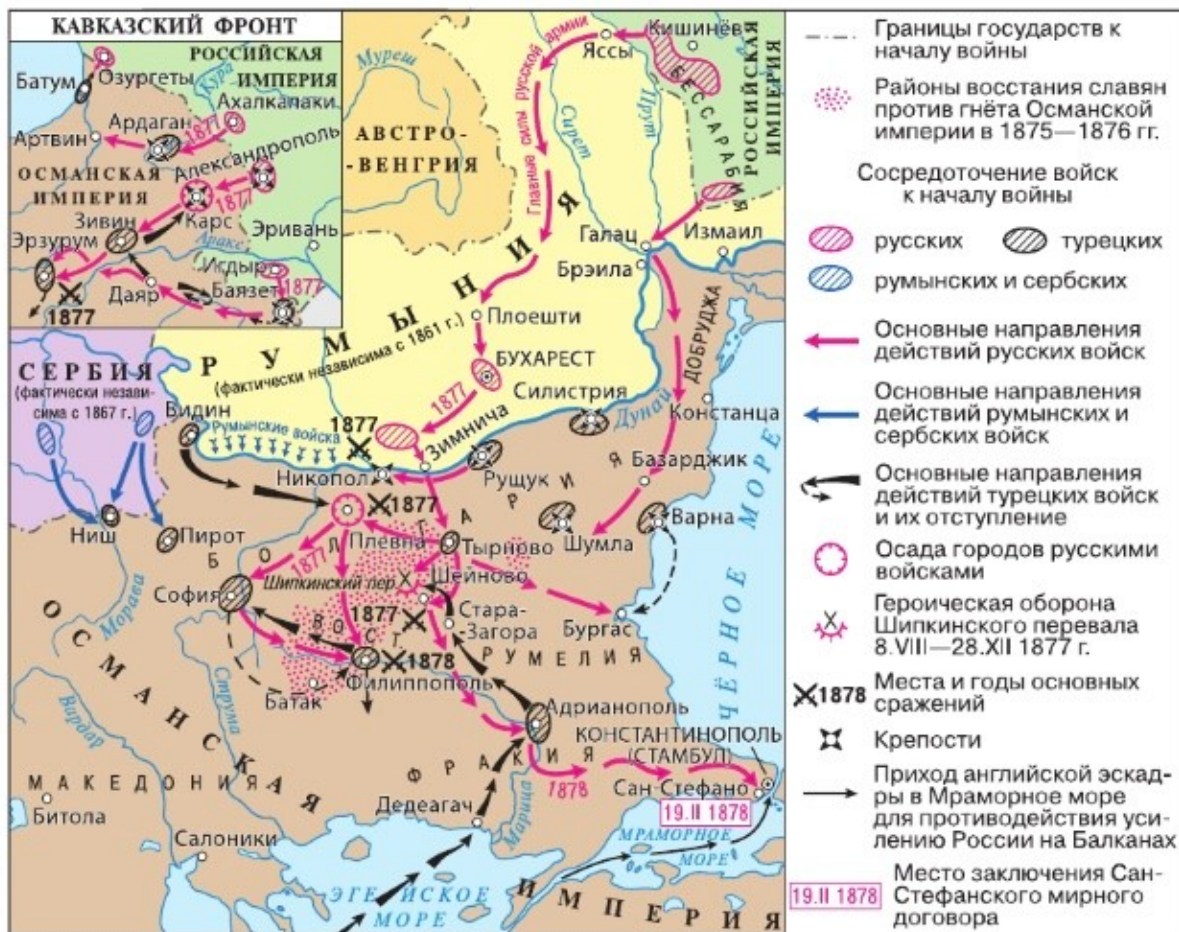 КАВКАЗСКИЙ ФРОНТ
РОССИЙСКАЯ
ИМПЕРИЯ
Батум
Озургеты
Кура
Ахалкалаки
Ардаган
1877
Артвин
Александрополь
ОСМАНСКАЯ
ИМПЕРИЯ
1877
Карс
Зивин
Эрзурум
Аракс
Эривань
Игдыр
Даяр
Баязет
1877
1877
Муреш
АВСТРО-
ВЕНГРИЯ
Главные силы русской армии
Яссы
Кишинёв
БЕССАРАБИЯ
РОССИЙСКАЯ
ИМПЕРИЯ
Сирет
Прут
Галац
Измаил
Брэила
РУМЫНИЯ
(фактически независима с 1861 г.)
Плоешти
БУХАРЕСТ
1877
Силистрия
Дунай
ДОБРУДЖА
Констанца
СЕРБИЯ
(фактически незави-
сима с 1867 г.)
Видин
Румынские войска
1877
Зимнича
Никопол
Рущук
Базарджик
1877
Ниш
Пирот
Плевна
Тырново
Шумла
Варна
БОЛГАРИЯ
1877
Шипкинский пер.
Шейново
София
Морава
1877
Стара-
Загора
Бургас
ВОСТ.
РУМЕЛИЯ
1878
Филиппополь
Батак
Струма
Вардар
ОСМАНСКАЯ
ИМПЕРИЯ
Адрианополь
КОНСТАНТИНОПОЛЬ
(СТАМБУЛ)
ФРАКИЯ
1878
Сан-Стефано
19.II 1878
МАКЕДОНИЯ
Битола
Дедеагач
Марица
Салоники
МРАМОРНОЕ
МОРЕ
ЭГЕЙСКОЕ
МОРЕ
ЧЁРНОЕ МОРЕ
Границы государств к
началу войны
Районы восстания славян
против гнёта Османской
империи в 1875—1876 гг.
Сосредоточение войск
к началу войны
русских
турецких
румынских и сербских
Основные направления
действий русских войск
Основные направления
действий румынских и
сербских войск
Основные направления
действий турецких войск
и их отступление
Осада городов русскими
войсками
Героическая оборона
Шипкинского перевала
8.VIII—28.XII 1877 г.
1878
Места и годы основных
сражений
Крепости
Приход английской эскад-
ры в Мраморное море
для противодействия уси-
лению России на Балканах
19.II 1878
Место заключения Сан-
Стефанского мирного
договора